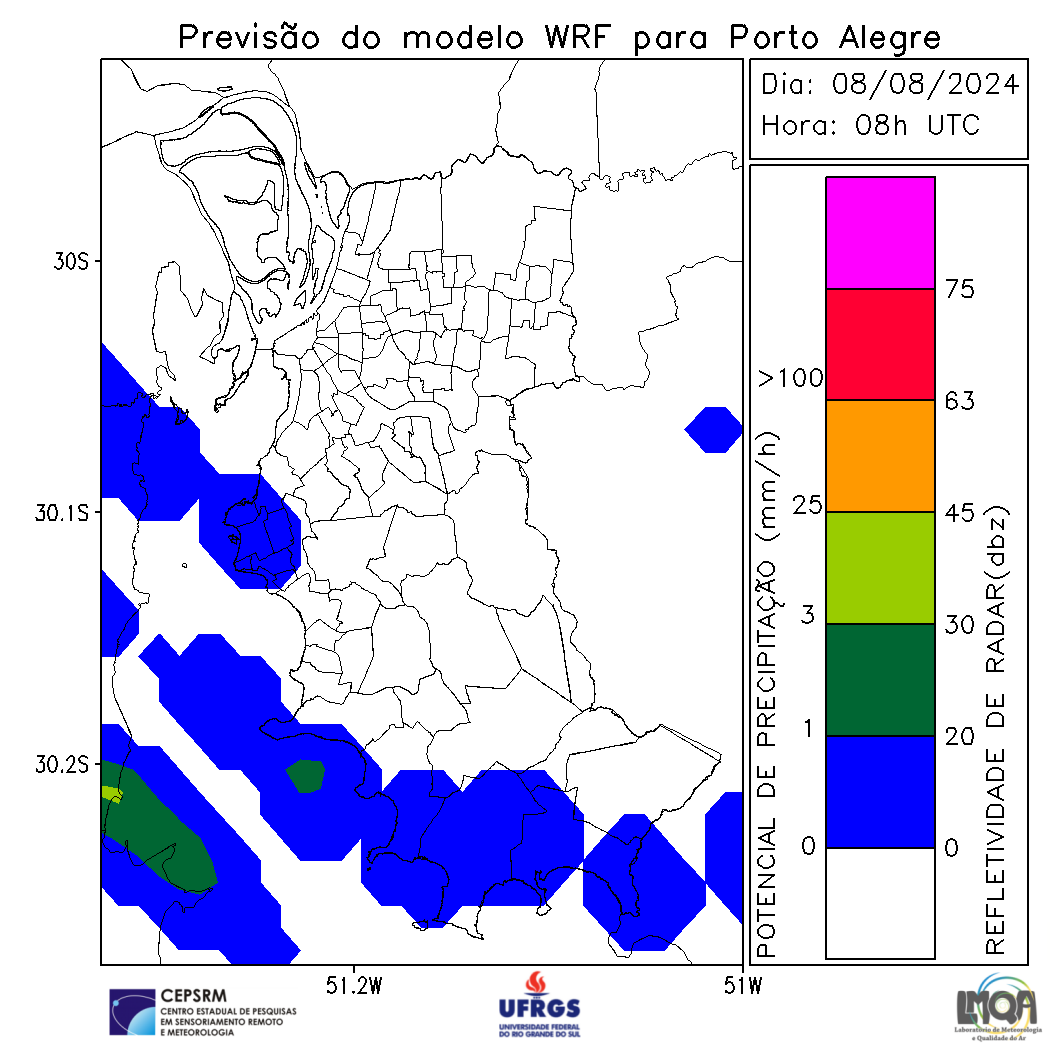 Previsão do modelo WRF para Porto Alegre
Dia: 08/08/2024
Hora: 08h UTC
30S
30.1S
30.2S
51.2W
51W
POTENCIAL DE PRECIPITAÇÃO (mm/h)
>100
25
3
1
0
75
63
45
30
20
0
REFLETIVIDADE DE RADAR(dbz)
CEPSRM
CENTRO ESTADUAL DE PESQUISAS
EM SENSORIAMENTO REMOTO
E METEOROLOGIA
UFRGS
UNIVERSIDADE FEDERAL
DO RIO GRANDE DO SUL
LMQA
Laboratório de Meteorologia
e Qualidade do Ar